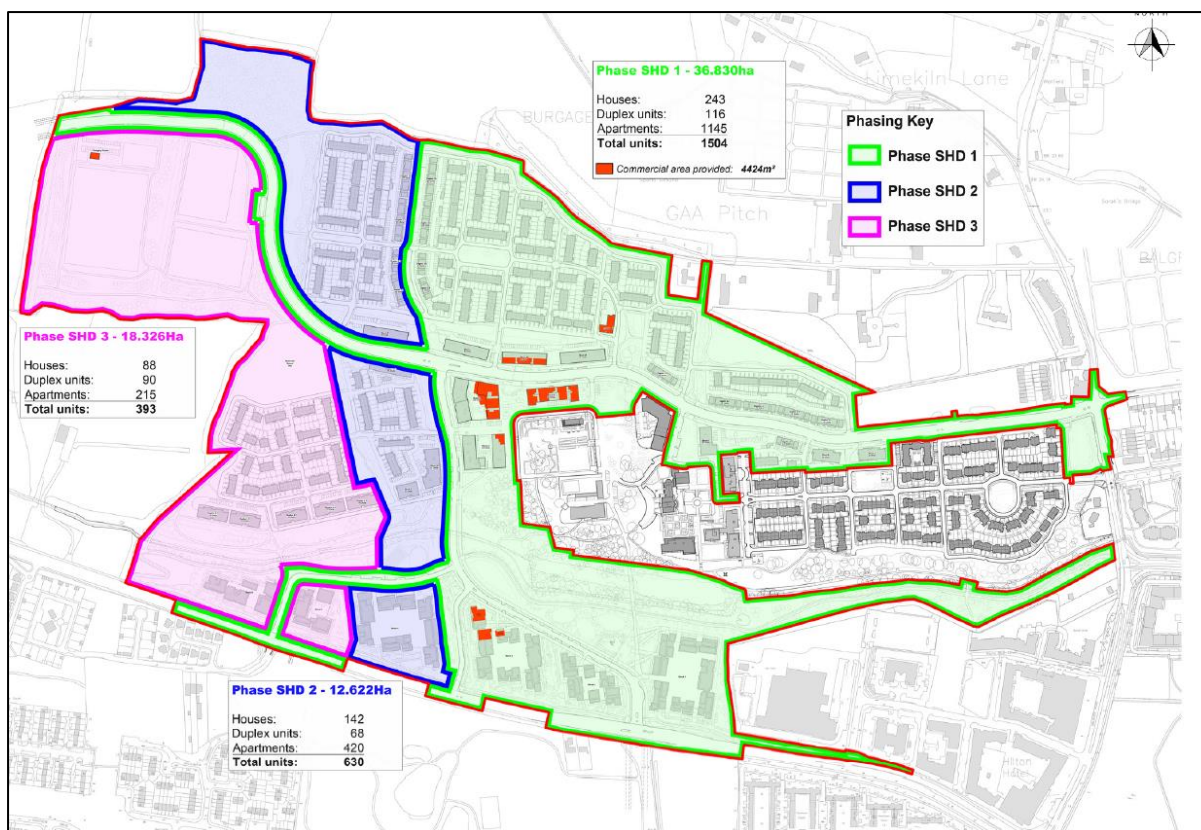 NORTH
Limekiln Lane
BURGAGE
GAA Pitch
Phase SHD 1 - 36.830ha
Houses: 243
Duplex units: 116
Apartments: 1145
Total units: 1504
Commercial area provided: 4424m²
Phasing Key
Phase SHD 1
Phase SHD 2
Phase SHD 3
Phase SHD 3 - 18.326Ha
Houses: 88
Duplex units: 90
Apartments: 215
Total units: 393
Phase SHD 2 - 12.622Ha
Houses: 142
Duplex units: 68
Apartments: 420
Total units: 630
Hilton
Hotel